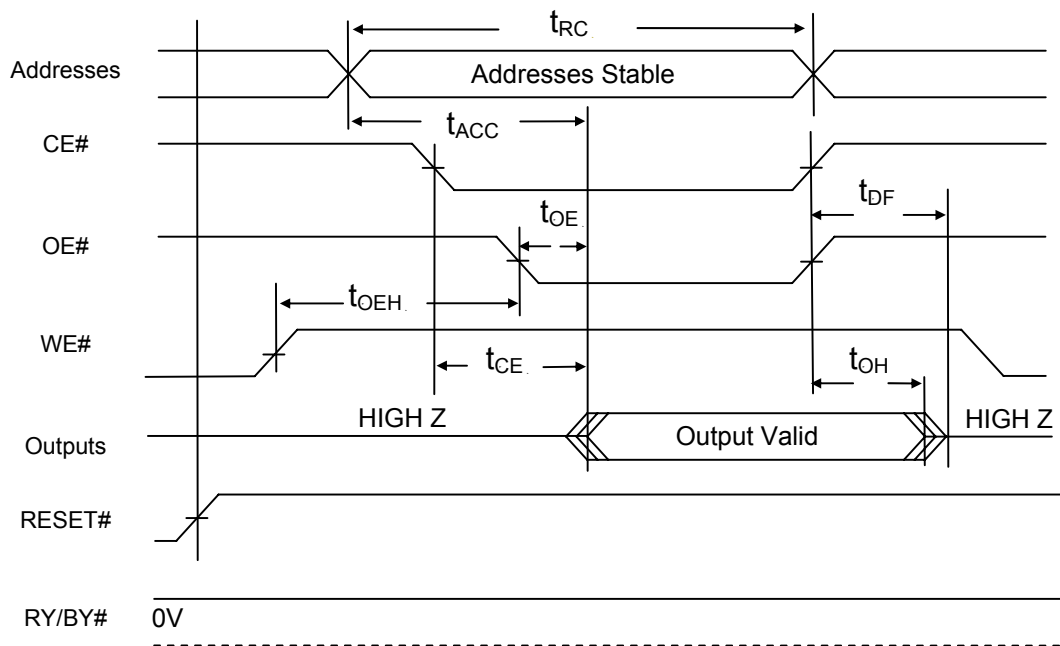 tRC
Addresses
Addresses Stable
tACC
CE#
tDF
tOE
OE#
tOEH
WE#
tCE
tOH
HIGH Z
Output Valid
HIGH Z
Outputs
RESET#
RY/BY#
0V